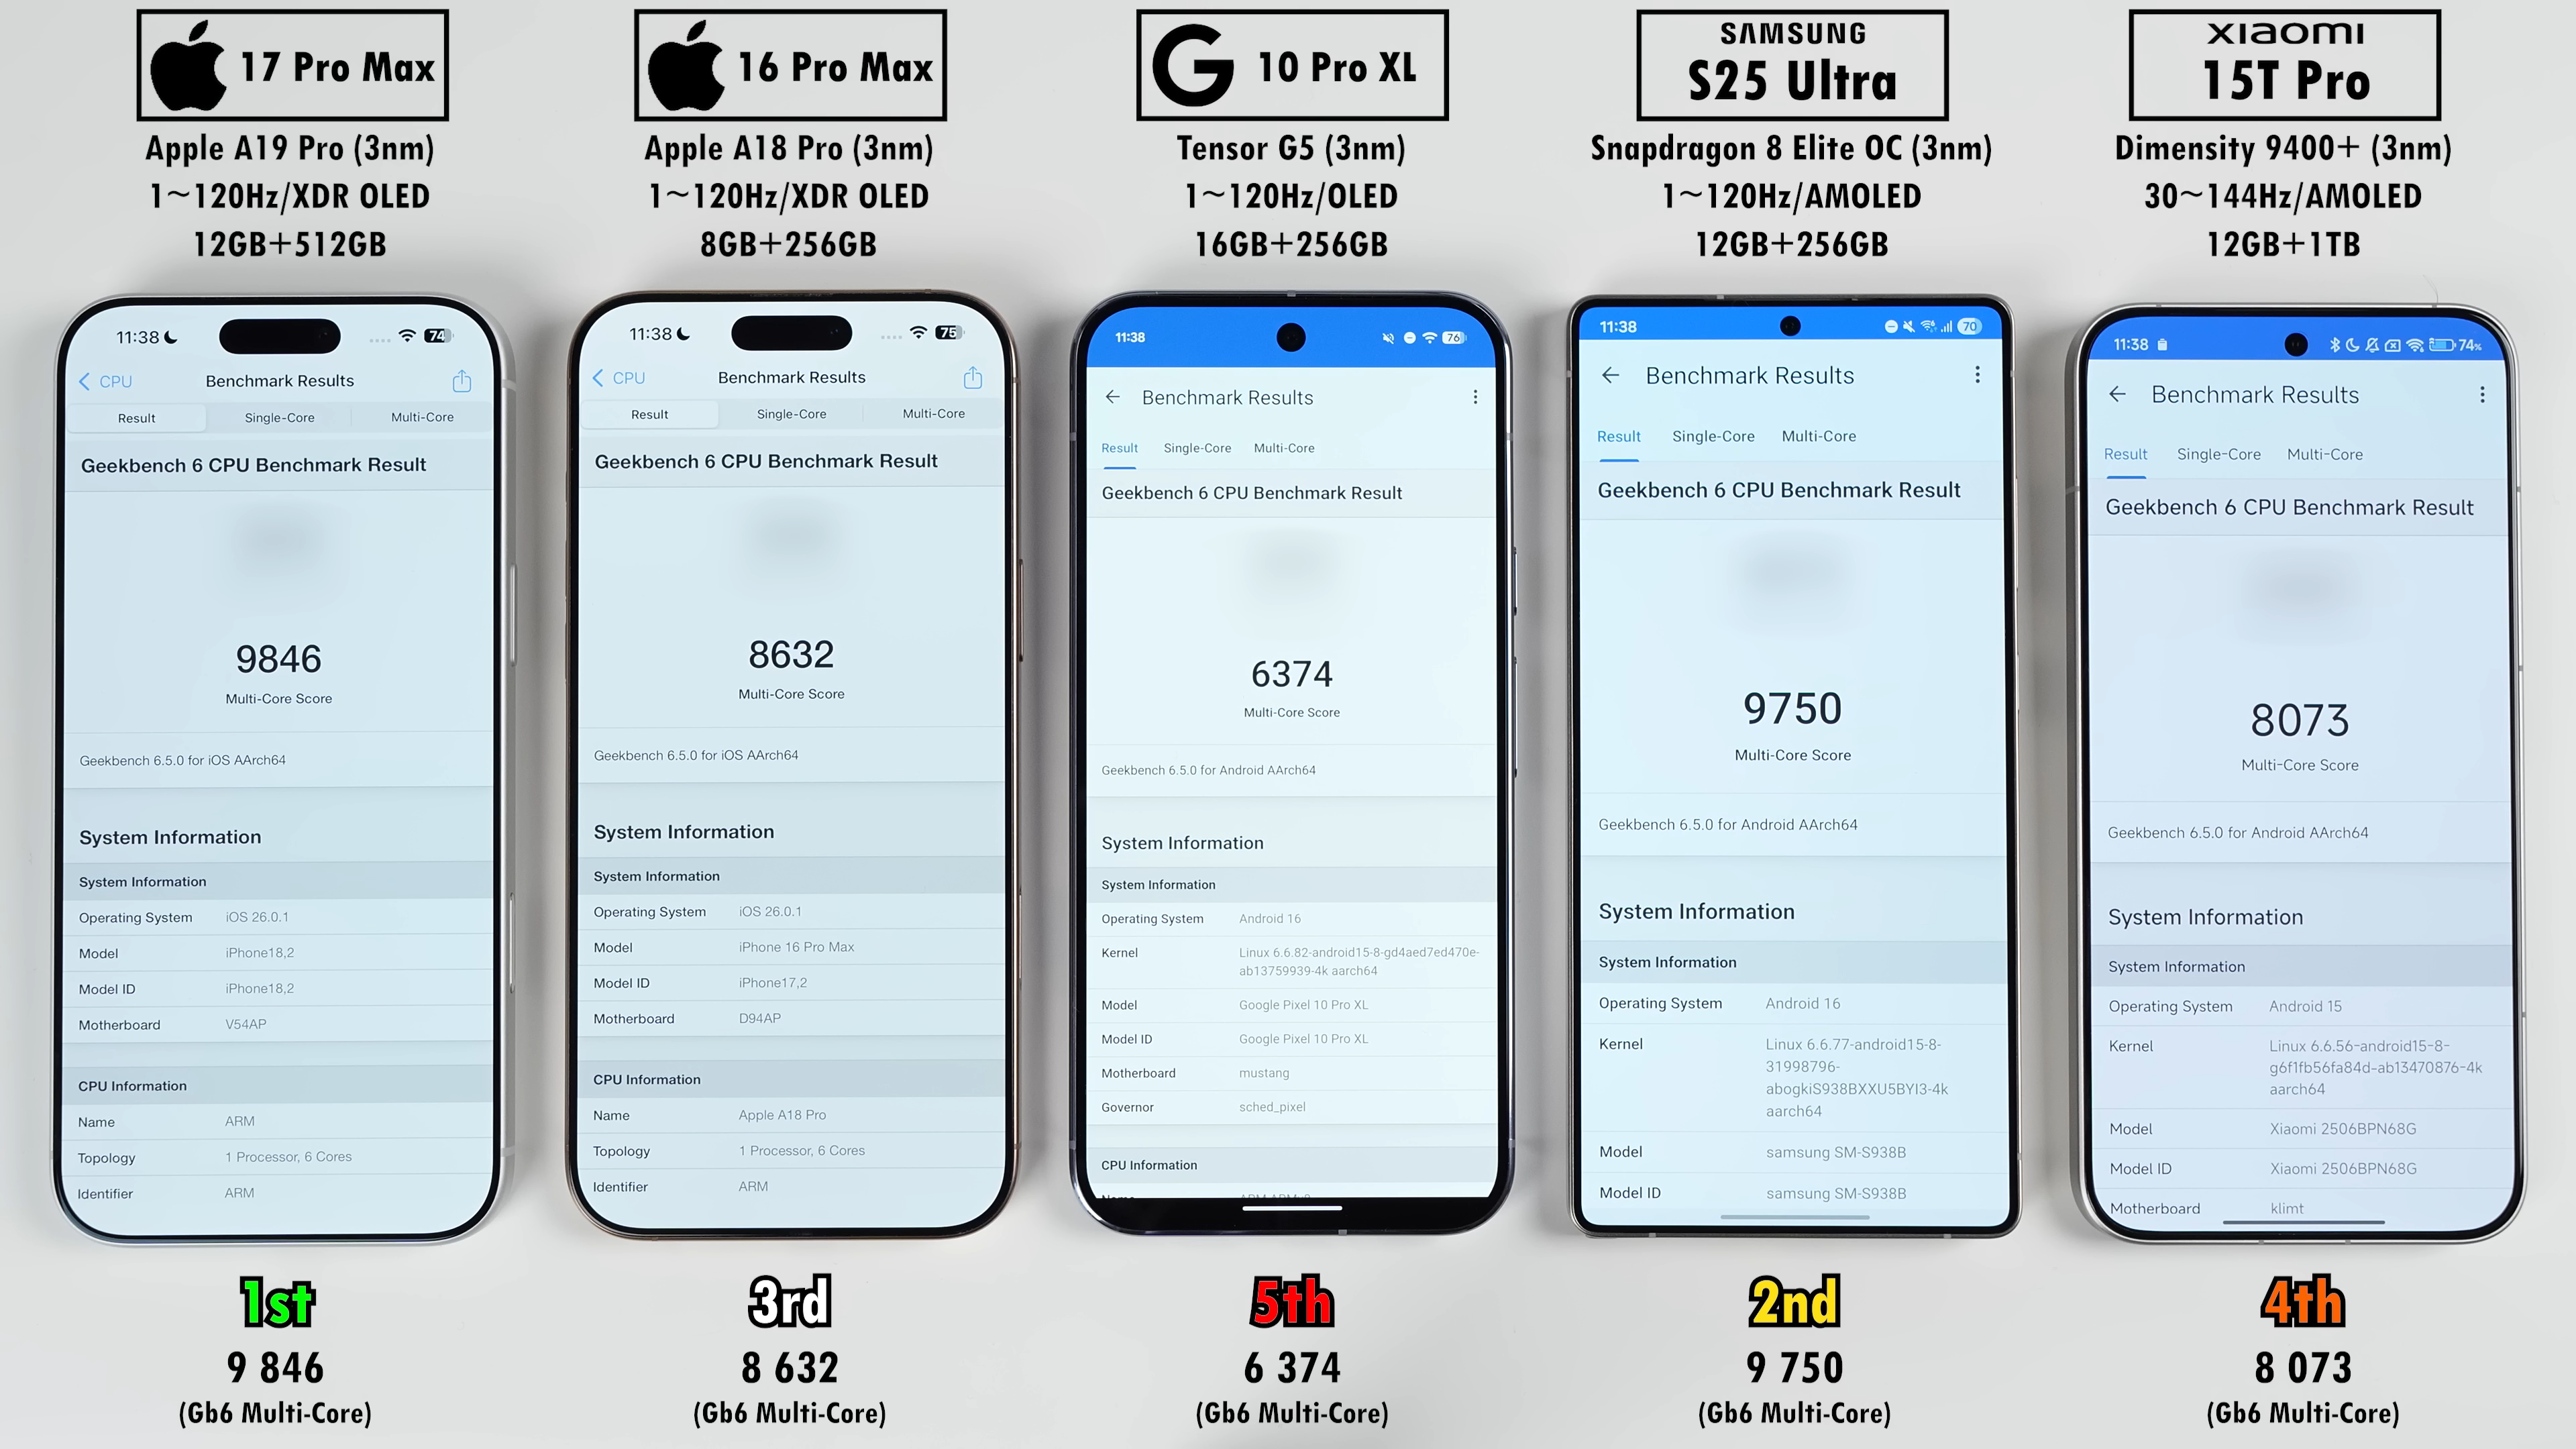 17 Pro Max
Apple A19 Pro (3nm)
1~120Hz/XDR OLED
12GB+512GB
11:38
74
CPU
Benchmark Results
Result
Single-Core
Multi-Core
Geekbench 6 CPU Benchmark Result
9846
Multi-Core Score
Geekbench 6.5.0 for iOS AArch64
System Information
System Information
Operating System iOS 26.0.1
Model iPhone18,2
Model ID iPhone18,2
Motherboard V54AP
CPU Information
Name ARM
Topology 1 Processor, 6 Cores
Identifier ARM
1st
9 846
(Gb6 Multi-Core)
16 Pro Max
Apple A18 Pro (3nm)
1~120Hz/XDR OLED
8GB+256GB
11:38
75
CPU
Benchmark Results
Result
Single-Core
Multi-Core
Geekbench 6 CPU Benchmark Result
8632
Multi-Core Score
Geekbench 6.5.0 for iOS AArch64
System Information
System Information
Operating System iOS 26.0.1
Model iPhone 16 Pro Max
Model ID iPhone17,2
Motherboard D94AP
CPU Information
Name Apple A18 Pro
Topology 1 Processor, 6 Cores
Identifier ARM
3rd
8 632
(Gb6 Multi-Core)
G 10 Pro XL
Tensor G5 (3nm)
1~120Hz/OLED
16GB+256GB
11:38
76
Benchmark Results
Result
Single-Core
Multi-Core
Geekbench 6 CPU Benchmark Result
6374
Multi-Core Score
Geekbench 6.5.0 for Android AArch64
System Information
System Information
Operating System Android 16
Kernel Linux 6.6.82-android15-8-gd4aed7ed470e-
ab13759939-4k aarch64
Model Google Pixel 10 Pro XL
Model ID Google Pixel 10 Pro XL
Motherboard mustang
Governor sched_pixel
CPU Information
5th
6 374
(Gb6 Multi-Core)
SAMSUNG
S25 Ultra
Snapdragon 8 Elite OC (3nm)
1~120Hz/AMOLED
12GB+256GB
11:38
70
Benchmark Results
Result
Single-Core
Multi-Core
Geekbench 6 CPU Benchmark Result
9750
Multi-Core Score
Geekbench 6.5.0 for Android AArch64
System Information
System Information
Operating System Android 16
Kernel Linux 6.6.77-android15-8-
31998796-
abogkiS938BXXU5BYI3-4k
aarch64
Model samsung SM-S938B
Model ID samsung SM-S938B
2nd
9 750
(Gb6 Multi-Core)
xiaomi
15T Pro
Dimensity 9400+ (3nm)
30~144Hz/AMOLED
12GB+1TB
11:38
74%
Benchmark Results
Result
Single-Core
Multi-Core
Geekbench 6 CPU Benchmark Result
8073
Multi-Core Score
Geekbench 6.5.0 for Android AArch64
System Information
System Information
Operating System Android 15
Kernel Linux 6.6.56-android15-8-
g6f1fb56fa84d-ab13470876-4k
aarch64
Model Xiaomi 2506BPN68G
Model ID Xiaomi 2506BPN68G
Motherboard klimt
4th
8 073
(Gb6 Multi-Core)